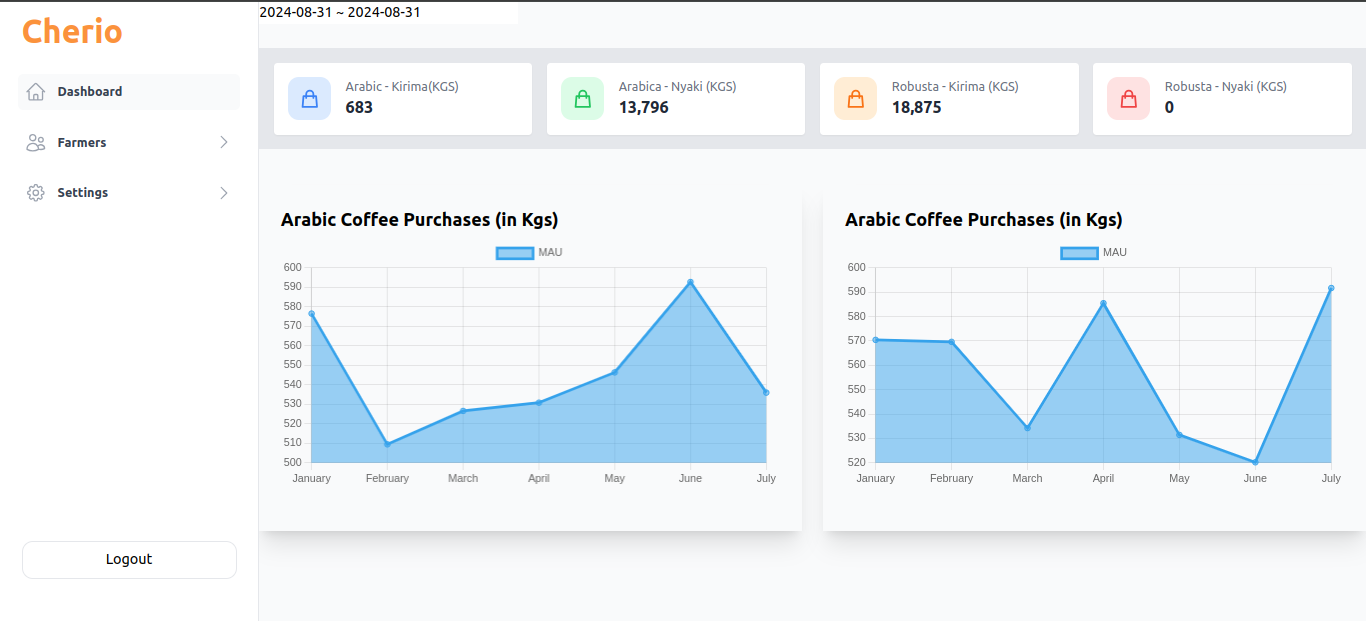 2024-08-31 ~ 2024-08-31
Cherio
Dashboard
Farmers
Settings
Logout
Arabic - Kirima(KGS)
683
Arabica - Nyaki (KGS)
13,796
Robusta - Kirima (KGS)
18,875
Robusta - Nyaki (KGS)
0
Arabic Coffee Purchases (in Kgs)
MAU
600
590
580
570
560
550
540
530
520
510
500
January February March April May June July
Arabic Coffee Purchases (in Kgs)
MAU
600
590
580
570
560
550
540
530
520
January February March April May June July